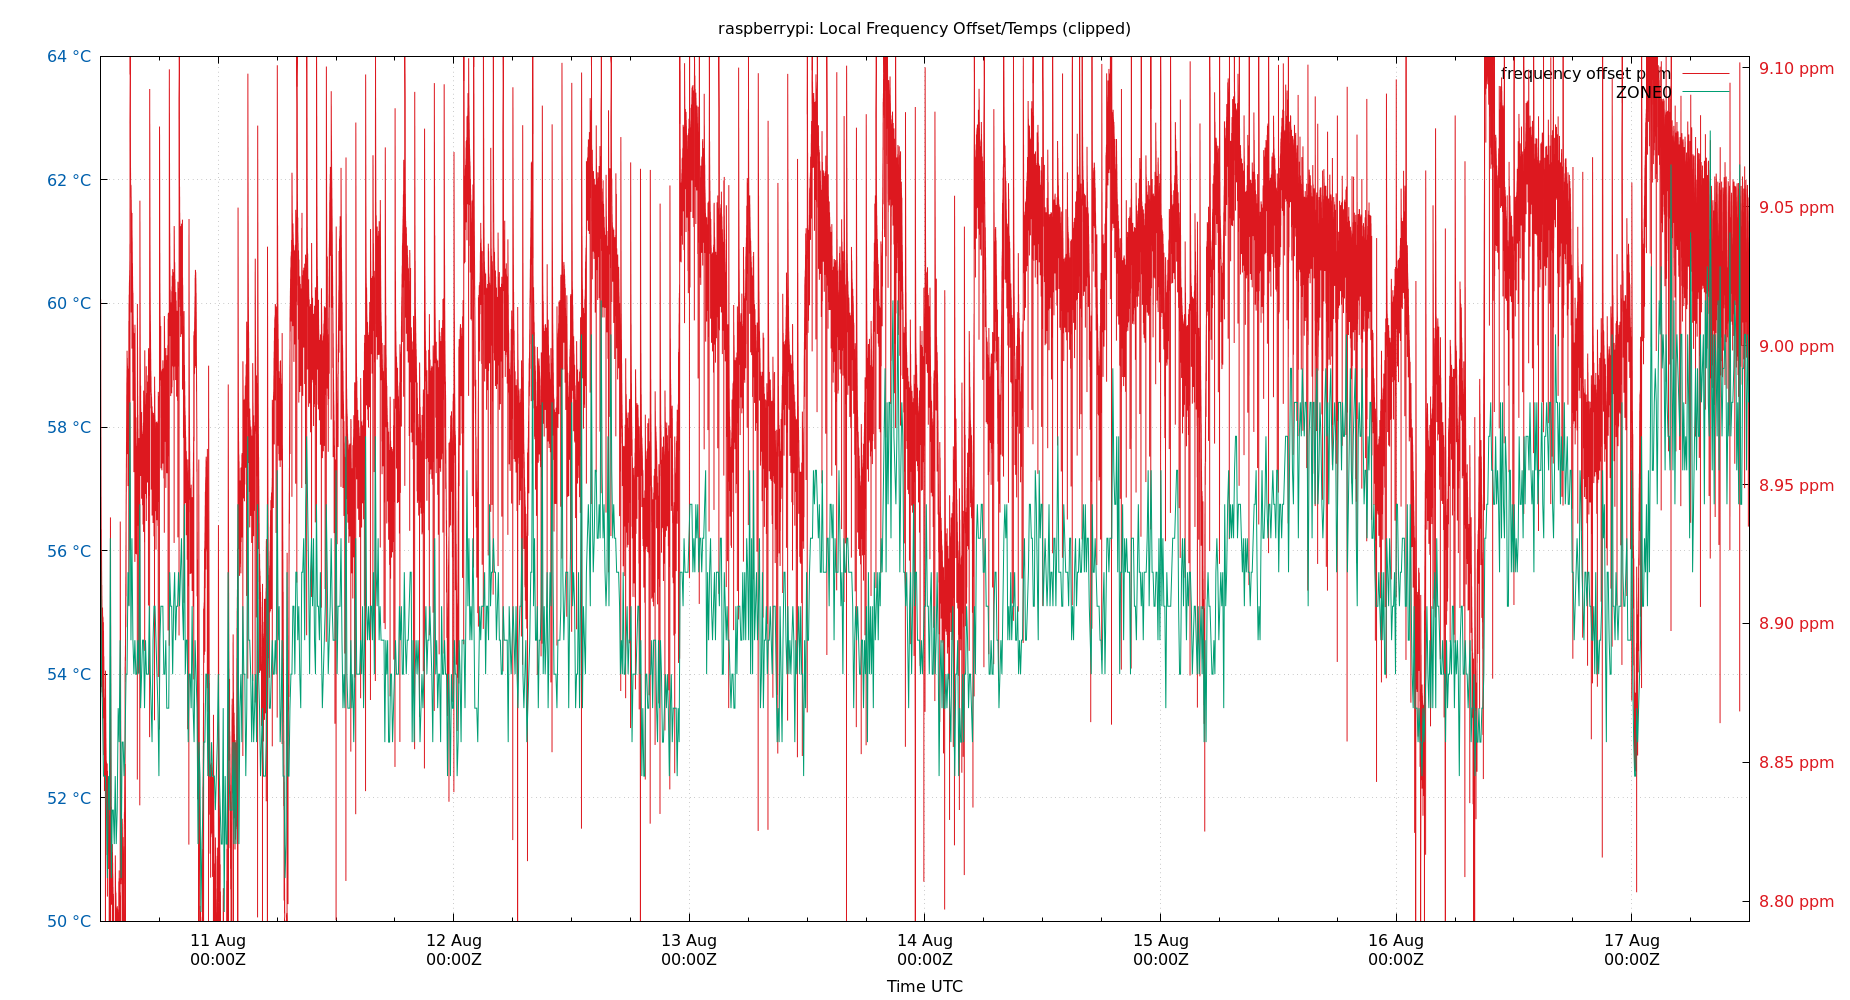 raspberrypi: Local Frequency Offset/Temps (clipped)
64 °C
62 °C
60 °C
58 °C
56 °C
54 °C
52 °C
50 °C
frequency offset ppm
ZONE0
9.10 ppm
9.05 ppm
9.00 ppm
8.95 ppm
8.90 ppm
8.85 ppm
8.80 ppm
11 Aug
00:00Z
12 Aug
00:00Z
13 Aug
00:00Z
14 Aug
00:00Z
15 Aug
00:00Z
16 Aug
00:00Z
17 Aug
00:00Z
Time UTC